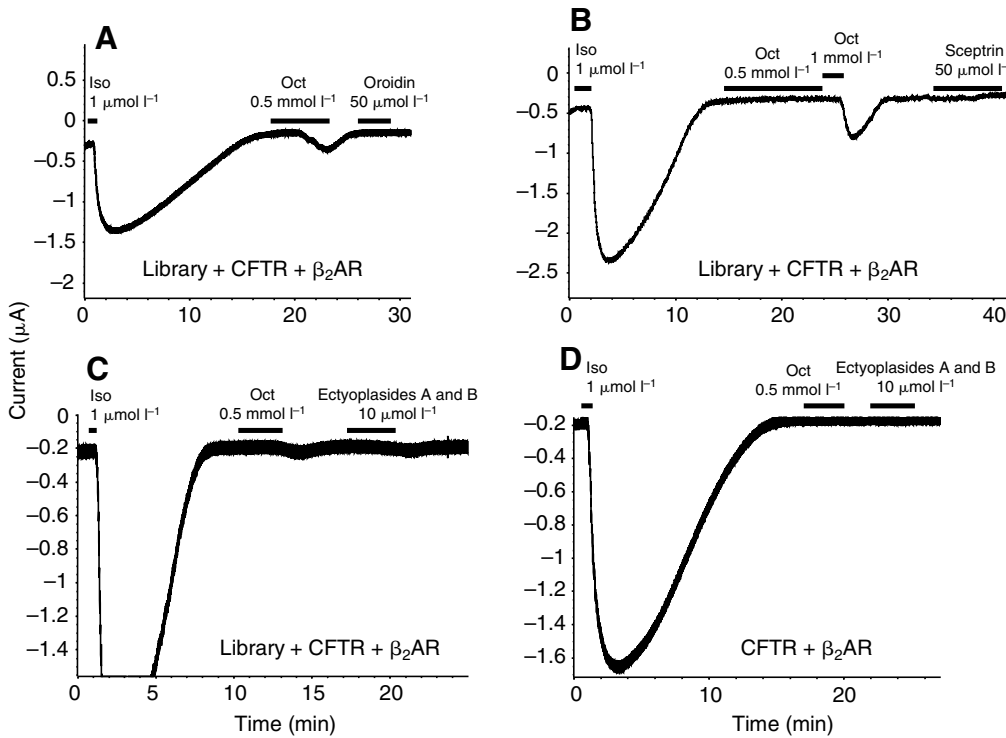 A
Iso
1 μmol l⁻¹
Oct
0.5 mmol l⁻¹
Oroidin
50 μmol l⁻¹
0.5
0
–0.5
–1
–1.5
–2
0
10
20
30
Library + CFTR + β₂AR
B
Iso
1 μmol l⁻¹
Oct
0.5 mmol l⁻¹
Oct
1 mmol l⁻¹
Sceptrin
50 μmol l⁻¹
0
–0.5
–1
–1.5
–2
–2.5
0
10
20
30
40
Library + CFTR + β₂AR
Current (μA)
C
Iso
1 μmol l⁻¹
Oct
0.5 mmol l⁻¹
Ectyoplasides A and B
10 μmol l⁻¹
0
–0.2
–0.4
–0.6
–0.8
–1
–1.2
–1.4
0
5
10
15
20
Library + CFTR + β₂AR
Time (min)
D
Iso
1 μmol l⁻¹
Oct
0.5 mmol l⁻¹
Ectyoplasides A and B
10 μmol l⁻¹
–0.2
–0.4
–0.6
–0.8
–1
–1.2
–1.4
–1.6
0
10
20
CFTR + β₂AR
Time (min)